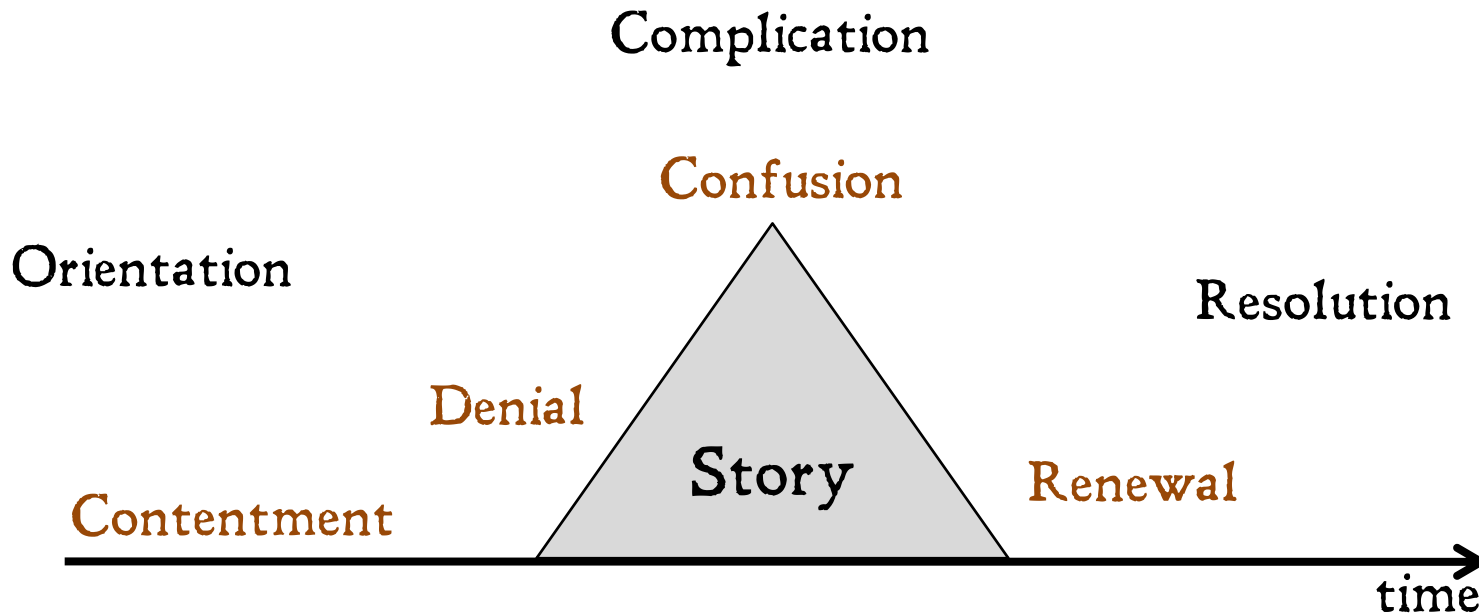 Complication
Confusion
Orientation
Resolution
Denial
Story
Renewal
Contentment
time